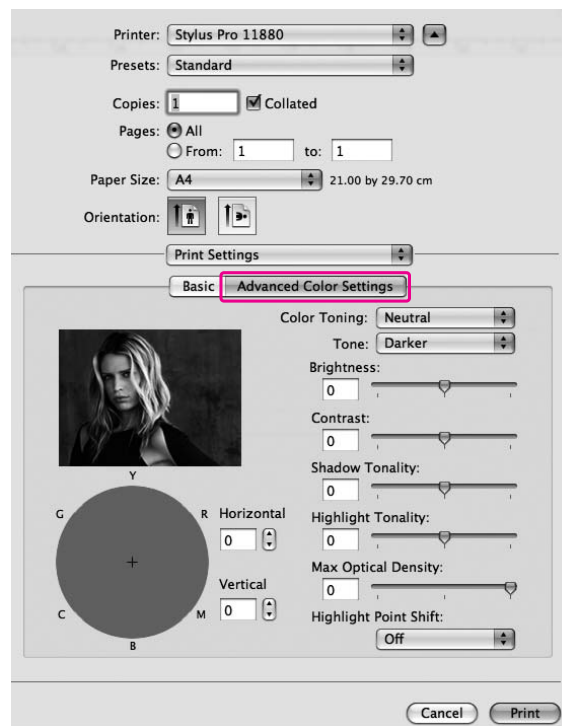 Printer: Stylus Pro 11880
Presets: Standard
Copies: 1 Collated
Pages: All
From: 1 to: 1
Paper Size: A4 21.00 by 29.70 cm
Orientation:
Print Settings
Basic Advanced Color Settings
Color Toning: Neutral
Tone: Darker
Brightness:
0
Contrast:
0
Shadow Tonality:
0
Highlight Tonality:
0
Max Optical Density:
0
Highlight Point Shift:
Off
Y
G R
C M
B
Horizontal
0
Vertical
0
Cancel Print